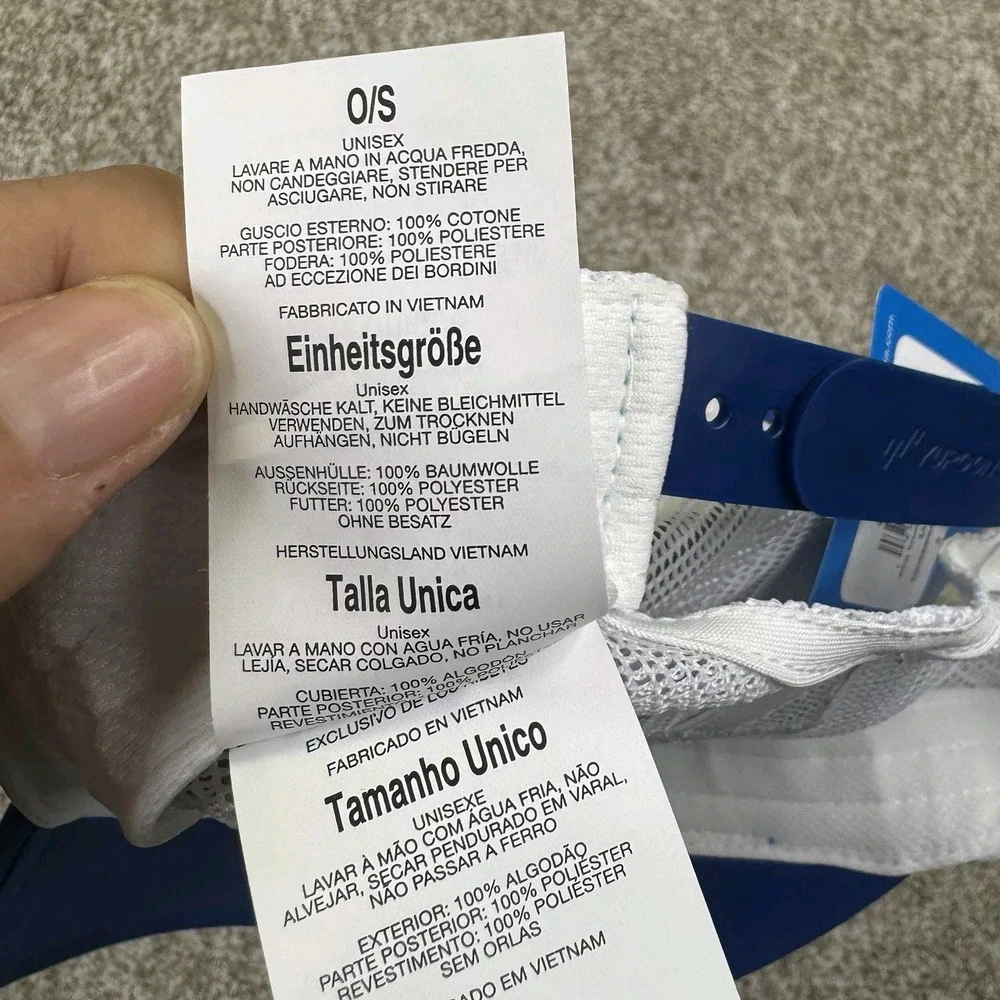 O/S
UNISEX
LAVARE A MANO IN ACQUA FREDDA,
NON CANDEGGIARE, STENDERE PER
ASCIUGARE, NON STIRARE
GUSCIO ESTERNO: 100% COTONE
PARTE POSTERIORE: 100% POLIESTERE
FODERA: 100% POLIESTERE
AD ECCEZIONE DEI BORDINI
FABBRICATO IN VIETNAM
Einheitsgröße
Unisex
HANDWÄSCHE KALT, KEINE BLEICHMITTEL
VERWENDEN, ZUM TROCKNEN
AUFHÄNGEN, NICHT BÜGELN
AUSSENHÜLLE: 100% BAUMWOLLE
RÜCKSEITE: 100% POLYESTER
FUTTER: 100% POLYESTER
OHNE BESATZ
HERSTELLUNGSLAND VIETNAM
Talla Unica
Unisex
LAVAR A MANO CON AGUA FRÍA, NO USAR
LEJÍA, SECAR COLGADO, NO PLANCHAR
CUBIERTA: 100% ALGODÓN
PARTE POSTERIOR: 100%
EXCLUSIVO DE
FABRICADO EN VIETNAM
Tamanho Unico
UNISEXE
LAVAR À MÃO COM ÁGUA FRIA, NÃO
ALVEJAR, SECAR PENDURADO EM VARAL,
NÃO PASSAR A FERRO
EXTERIOR: 100% ALGODÃO
PARTE POSTERIOR: 100% POLIÉSTER
REVESTIMENTO: 100% POLIÉSTER
SEM ORLAS
EM VIETNAM